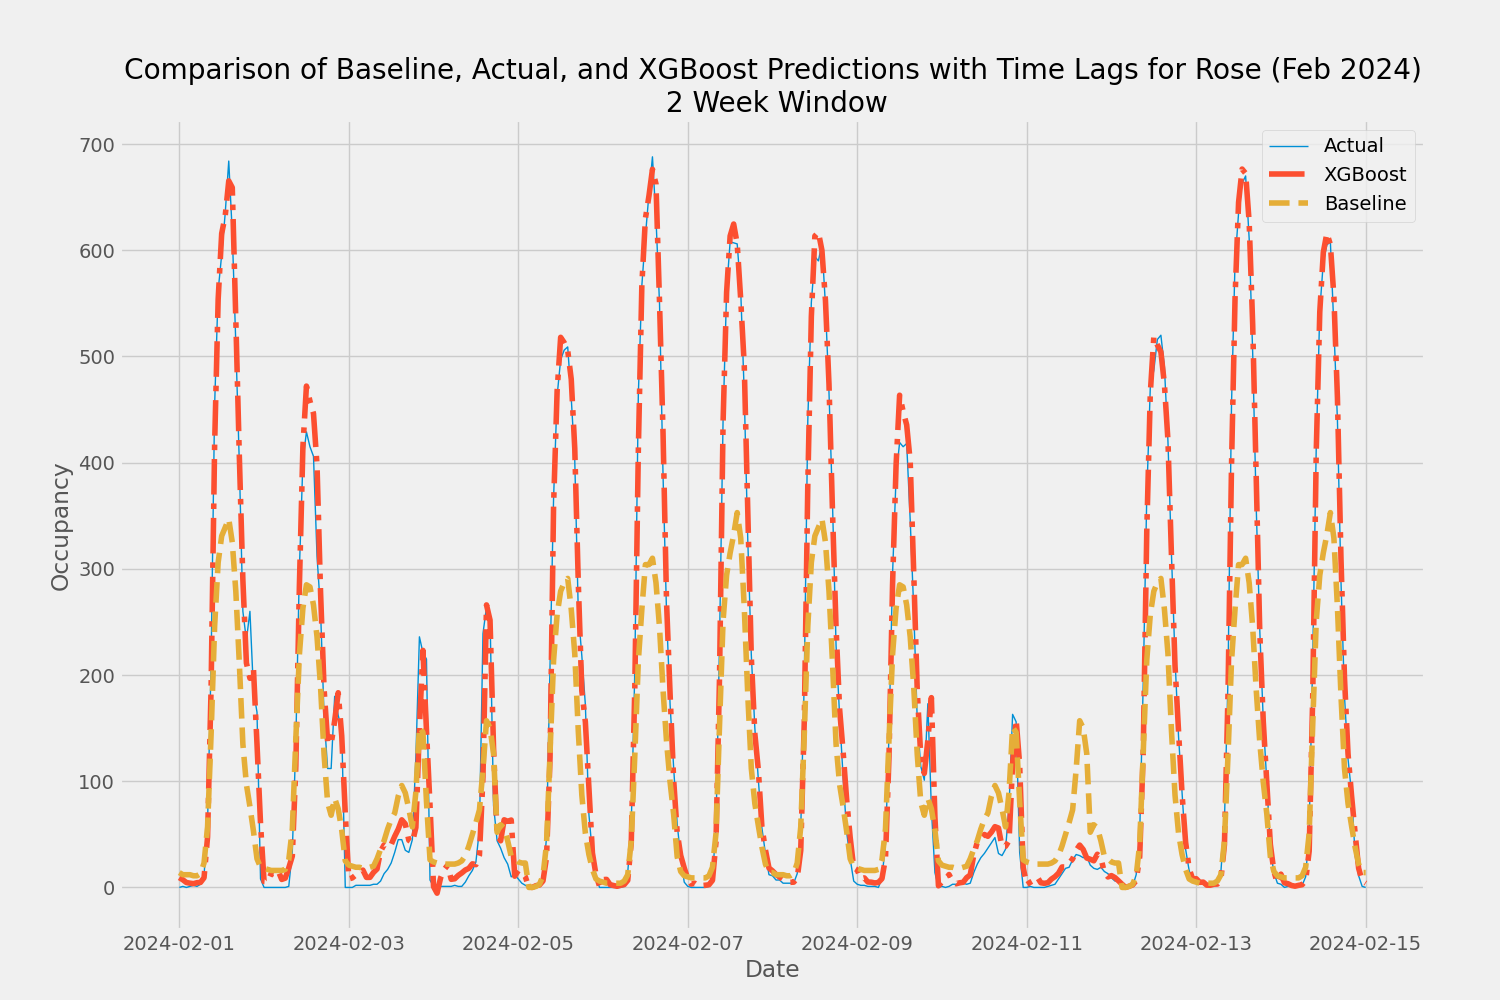 Comparison of Baseline, Actual, and XGBoost Predictions with Time Lags for Rose (Feb 2024)
2 Week Window
Actual
XGBoost
Baseline
700
600
500
400
300
200
100
0
Occupancy
2024-02-01
2024-02-03
2024-02-05
2024-02-07
2024-02-09
2024-02-11
2024-02-13
2024-02-15
Date